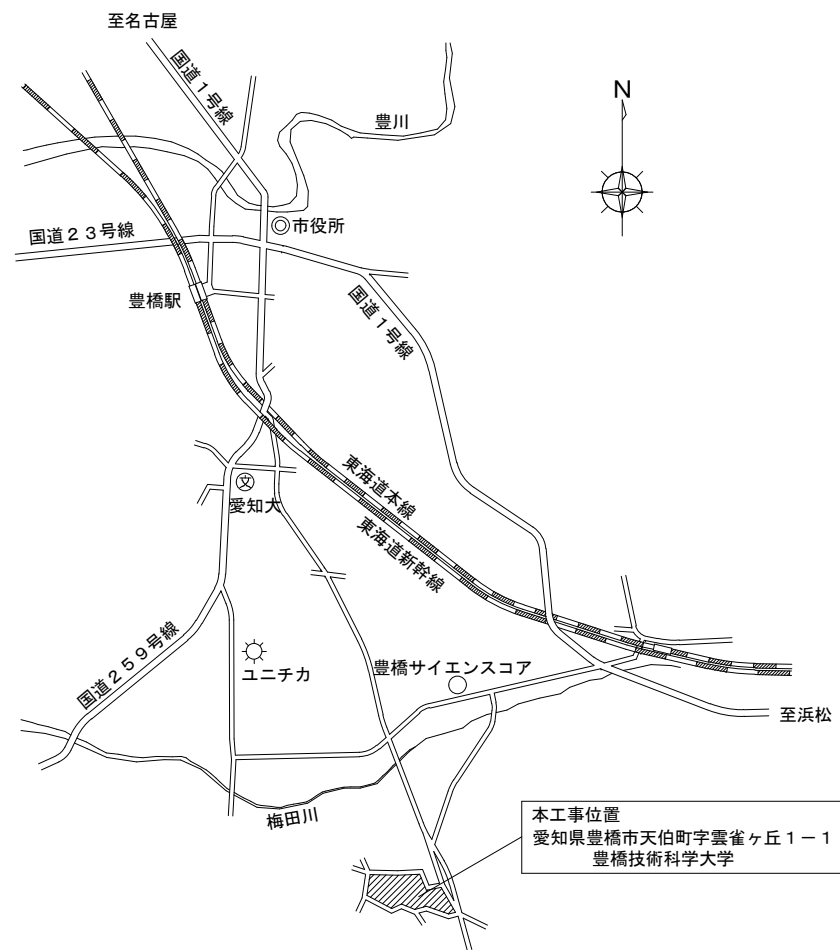 至名古屋
国道1号線
豊川
N
市役所
国道23号線
豊橋駅
国道1号線
文
愛知大
東海道本線
東海道新幹線
国道259号線
ユニチカ
豊橋サイエンスコア
至浜松
梅田川
本工事位置
愛知県豊橋市天伯町字雲雀ヶ丘1-1
豊橋技術科学大学